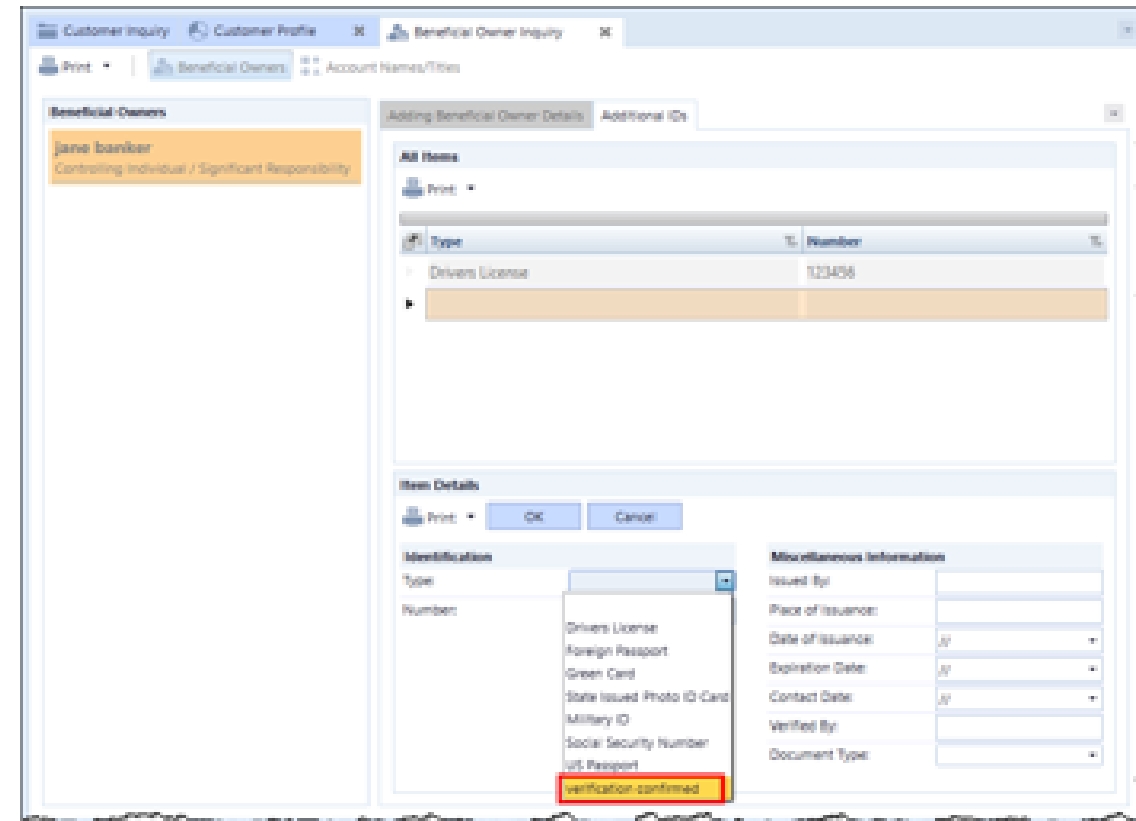 Customer Inquiry Customer Profile Beneficial Owner Inquiry
Print Beneficial Owners Account Names/Titles
Beneficial Owners
jane banker
Controlling Individual / Significant Responsibility
Adding Beneficial Owner Details Additional IDs
All Items
Print
Type Number
Drivers License 123456
Item Details
Print OK Cancel
Identification
Type:
Number:
Drivers License
Foreign Passport
Green Card
State Issued Photo ID Card
Military ID
Social Security Number
US Passport
verification confirmed
Miscellaneous Information
Issued By:
Place of Issuance:
Date of Issuance: //
Expiration Date: //
Contact Date: //
Verified By:
Document Type: